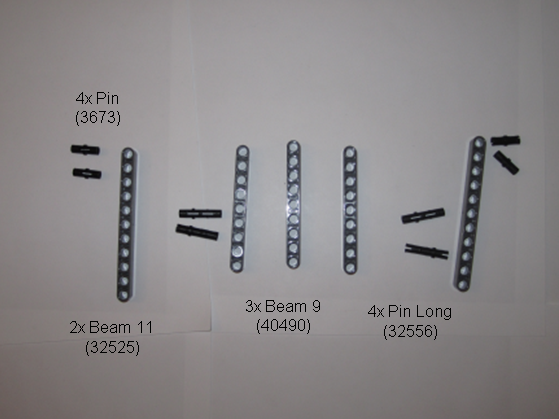 4x Pin
(3673)
2x Beam 11
(32525)
3x Beam 9
(40490)
4x Pin Long
(32556)